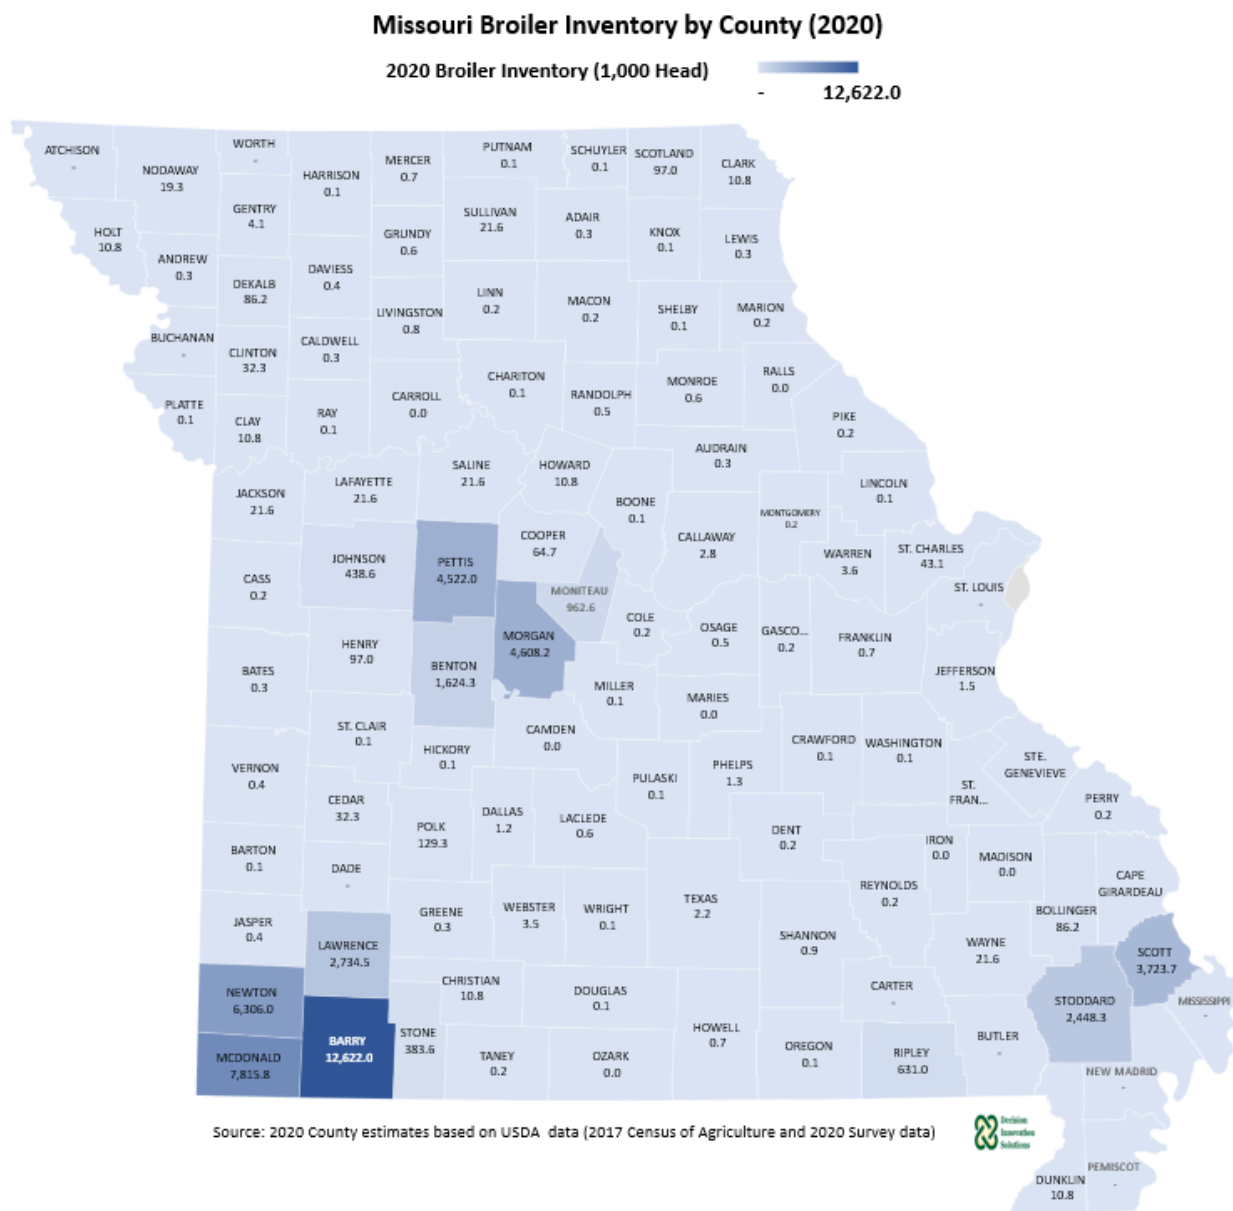 Missouri Broiler Inventory by County (2020)
2020 Broiler Inventory (1,000 Head)
- 12,622.0
ATCHISON
-
NODAWAY
19.3
WORTH
-
HARRISON
0.1
MERCER
0.7
PUTNAM
0.1
SCHUYLER
0.1
SCOTLAND
97.0
CLARK
10.8
HOLT
10.8
GENTRY
4.1
SULLIVAN
21.6
ADAIR
0.3
KNOX
0.1
LEWIS
0.3
ANDREW
0.3
DEKALB
86.2
DAVIESS
0.4
GRUNDY
0.6
LIVINGSTON
0.8
LINN
0.2
MACON
0.2
SHELBY
0.1
MARION
0.2
BUCHANAN
-
CLINTON
32.3
CALDWELL
0.3
CHARITON
0.1
RANDOLPH
0.5
MONROE
0.6
RALLS
0.0
PLATTE
0.1
CLAY
10.8
RAY
0.1
CARROLL
0.0
PIKE
0.2
AUDRAIN
0.3
JACKSON
21.6
LAFAYETTE
21.6
SALINE
21.6
HOWARD
10.8
BOONE
0.1
LINCOLN
0.1
MONTGOMERY
0.2
COOPER
64.7
CALLAWAY
2.8
WARREN
3.6
ST. CHARLES
43.1
CASS
0.2
JOHNSON
438.6
PETTIS
4,522.0
MONITEAU
962.6
ST. LOUIS
-
COLE
0.2
OSAGE
0.5
GASCO...
0.2
FRANKLIN
0.7
MORGAN
4,608.2
BATES
0.3
HENRY
97.0
BENTON
1,624.3
MILLER
0.1
MARIES
0.0
JEFFERSON
1.5
ST. CLAIR
0.1
HICKORY
0.1
CAMDEN
0.0
CRAWFORD
0.1
WASHINGTON
0.1
STE.
GENEVIEVE
VERNON
0.4
PULASKI
0.1
PHELPS
1.3
ST.
FRAN...
PERRY
0.2
CEDAR
32.3
POLK
129.3
DALLAS
1.2
LACLEDE
0.6
DENT
0.2
IRON
0.0
MADISON
0.0
BARTON
0.1
DADE
-
CAPE
GIRARDEAU
REYNOLDS
0.2
TEXAS
2.2
JASPER
0.4
GREENE
0.3
WEBSTER
3.5
WRIGHT
0.1
BOLLINGER
86.2
SHANNON
0.9
WAYNE
21.6
LAWRENCE
2,734.5
SCOTT
3,723.7
NEWTON
6,306.0
CHRISTIAN
10.8
DOUGLAS
0.1
CARTER
-
STODDARD
2,448.3
MISSISSIPPI
-
BARRY
12,622.0
STONE
383.6
HOWELL
0.7
OREGON
0.1
RIPLEY
631.0
BUTLER
-
MCDONALD
7,815.8
TANEY
0.2
OZARK
0.0
NEW MADRID
-
Source: 2020 County estimates based on USDA data (2017 Census of Agriculture and 2020 Survey data)
Decision
Innovation
Solutions
PEMISCOT
-
DUNKLIN
10.8